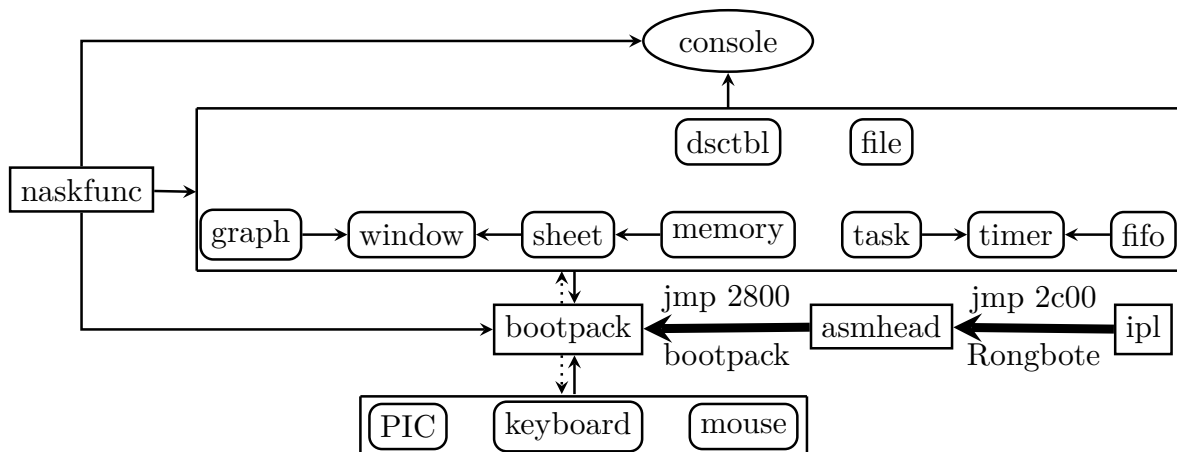 console
dsctbl file
naskfunc
graph window sheet memory task timer fifo
jmp 2800 jmp 2c00
bootpack asmhead ipl
bootpack Rongbote
PIC keyboard mouse